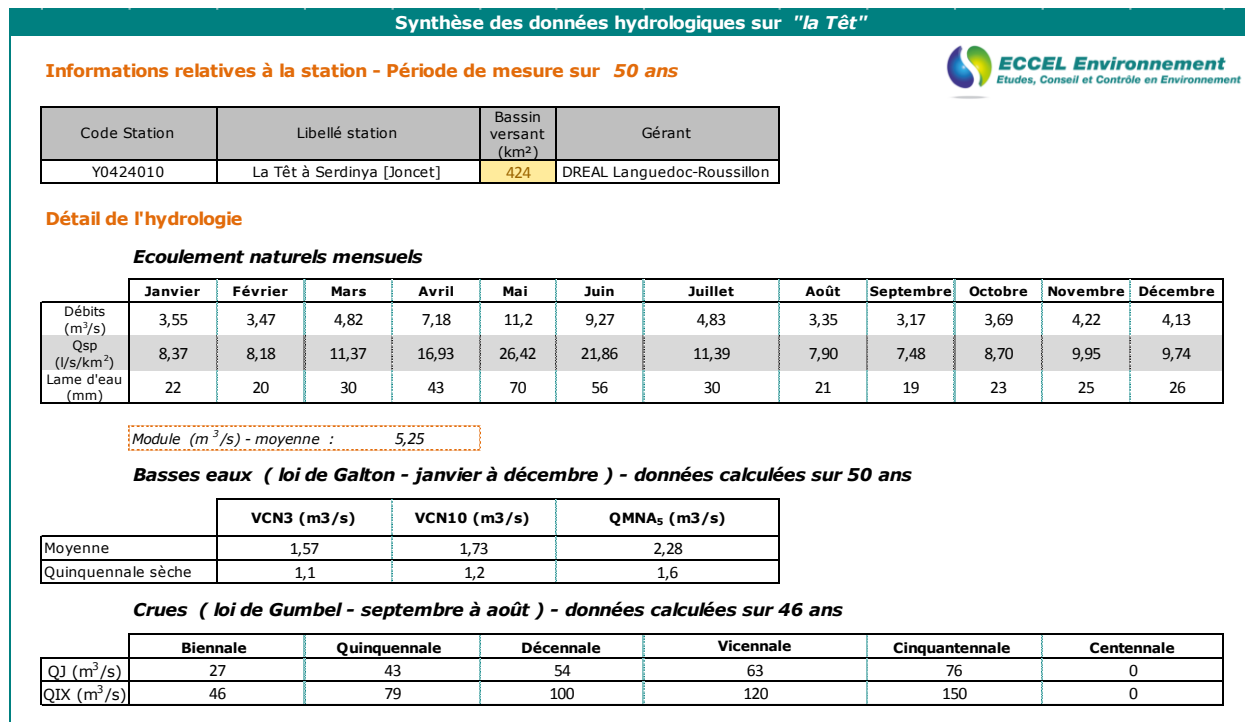 Synthèse des données hydrologiques sur "la Têt"
ECCEL Environnement
Etudes, Conseil et Contrôle en Environnement
Informations relatives à la station - Période de mesure sur 50 ans
Code Station Libellé station Bassin versant (km²) Gérant
Y0424010 La Têt à Serdinya [Joncet] 424 DREAL Languedoc-Roussillon
Détail de l'hydrologie
Ecoulement naturels mensuels
Janvier Février Mars Avril Mai Juin Juillet Août Septembre Octobre Novembre Décembre
Débits (m³/s) 3,55 3,47 4,82 7,18 11,2 9,27 4,83 3,35 3,17 3,69 4,22 4,13
Qsp (l/s/km²) 8,37 8,18 11,37 16,93 26,42 21,86 11,39 7,90 7,48 8,70 9,95 9,74
Lame d'eau (mm) 22 20 30 43 70 56 30 21 19 23 25 26
Module (m³/s) - moyenne : 5,25
Basses eaux ( loi de Galton - janvier à décembre ) - données calculées sur 50 ans
VCN3 (m3/s) VCN10 (m3/s) QMNA₅ (m3/s)
Moyenne 1,57 1,73 2,28
Quinquennale sèche 1,1 1,2 1,6
Crues ( loi de Gumbel - septembre à août ) - données calculées sur 46 ans
Biennale Quinquennale Décennale Vicennale Cinquantennale Centennale
QJ (m³/s) 27 43 54 63 76 0
QIX (m³/s) 46 79 100 120 150 0